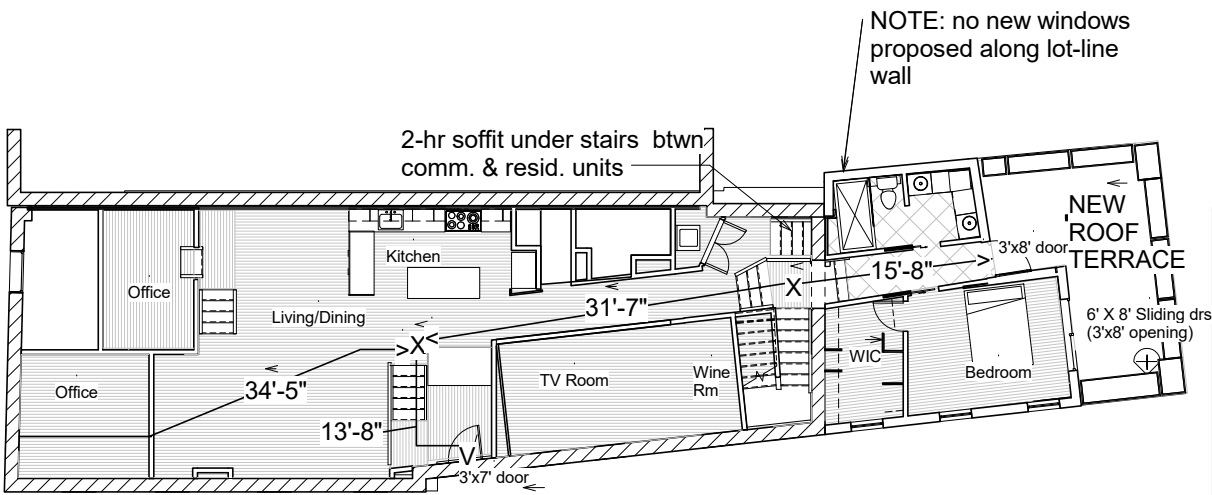 NOTE: no new windows
proposed along lot-line
wall
2-hr soffit under stairs btwn
comm. & resid. units
NEW
ROOF
TERRACE
3'x8' door
15'-8"
X
Kitchen
Office
31'-7"
Living/Dining
6' X 8' Sliding drs
(3'x8' opening)
>X<
WIC
Bedroom
TV Room
Wine
Rm
Office
34'-5"
13'-8"
V
3'x7' door
>